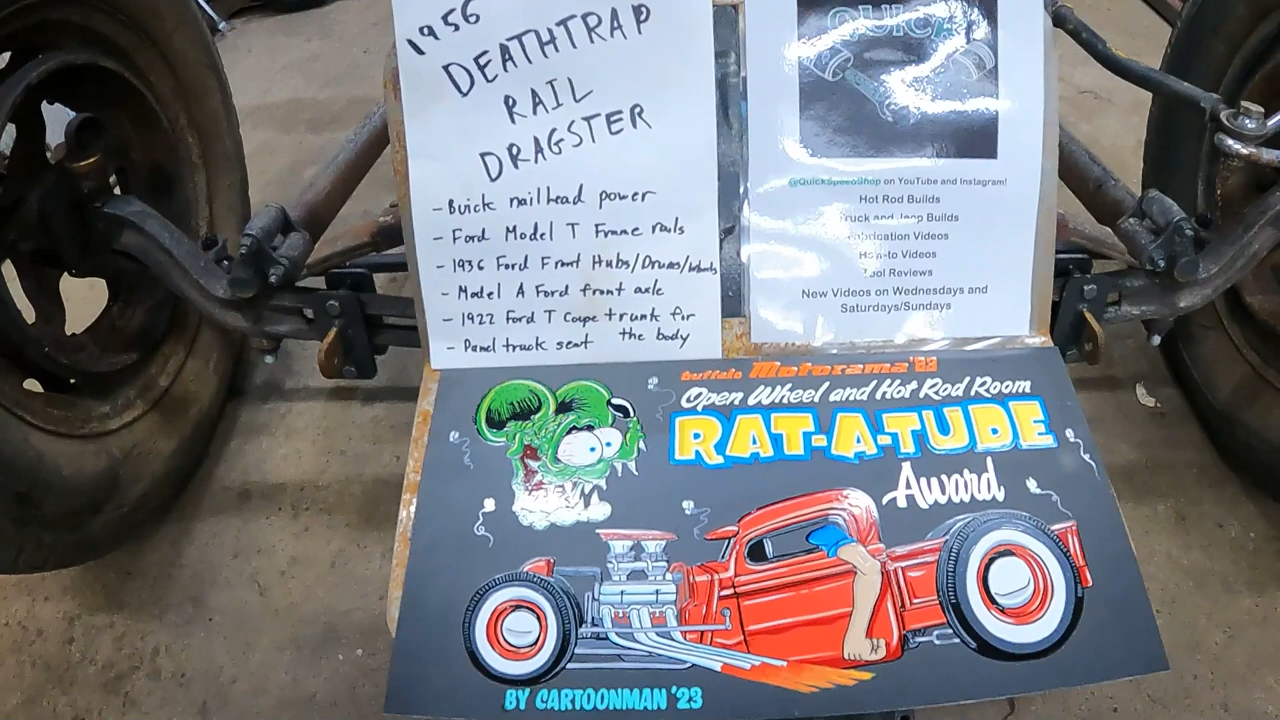 1956
DEATHTRAP
RAIL
DRAGSTER
- Buick nailhead power
- Ford Model T Frame rails
- 1936 Ford Front Hubs/Drums/Wheels
- Model A Ford front axle
- 1922 Ford T Coupe trunk for the body
- Panel truck seat
QUICK
@QuickSpeedShop on YouTube and Instagram!
Hot Rod Builds
Truck and Jeep Builds
Fabrication Videos
How-to Videos
Tool Reviews
New Videos on Wednesdays and
Saturdays/Sundays
buffalo Motorama '23
Open Wheel and Hot Rod Room
RAT-A-TUDE
Award
BY CARTOONMAN '23